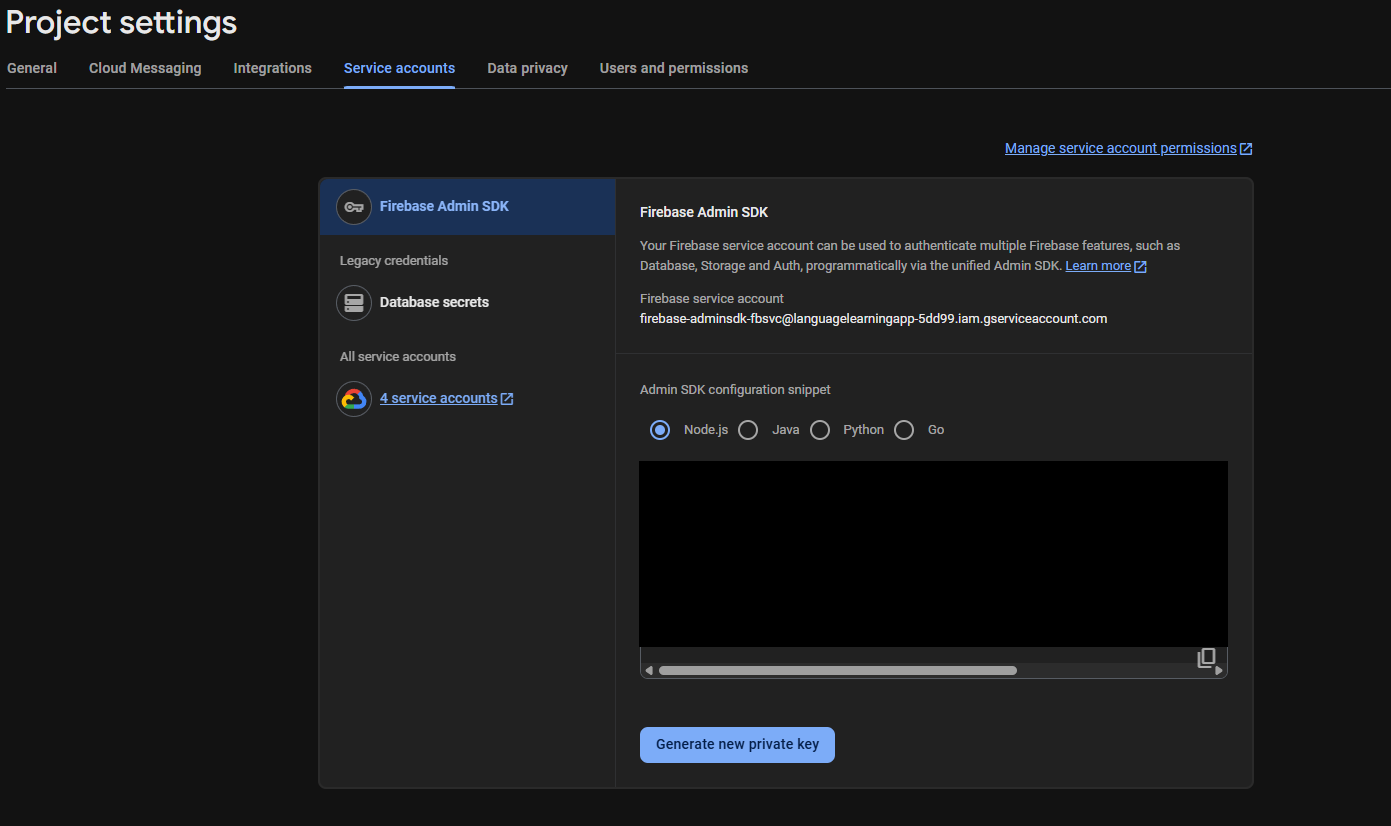 Project settings
General Cloud Messaging Integrations Service accounts Data privacy Users and permissions
Manage service account permissions
Firebase Admin SDK
Legacy credentials
Database secrets
All service accounts
4 service accounts
Firebase Admin SDK
Your Firebase service account can be used to authenticate multiple Firebase features, such as
Database, Storage and Auth, programmatically via the unified Admin SDK. Learn more
Firebase service account
firebase-adminsdk-fbsvc@languagelearningapp-5dd99.iam.gserviceaccount.com
Admin SDK configuration snippet
Node.js Java Python Go
Generate new private key